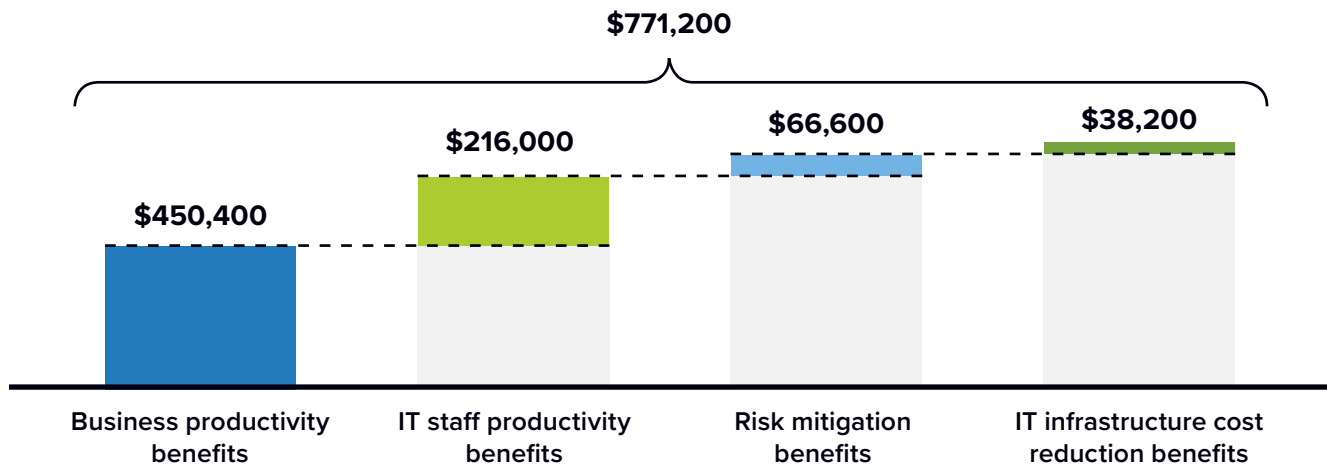 $771,200
$450,400
$216,000
$66,600
$38,200
Business productivity
benefits
IT staff productivity
benefits
Risk mitigation
benefits
IT infrastructure cost
reduction benefits